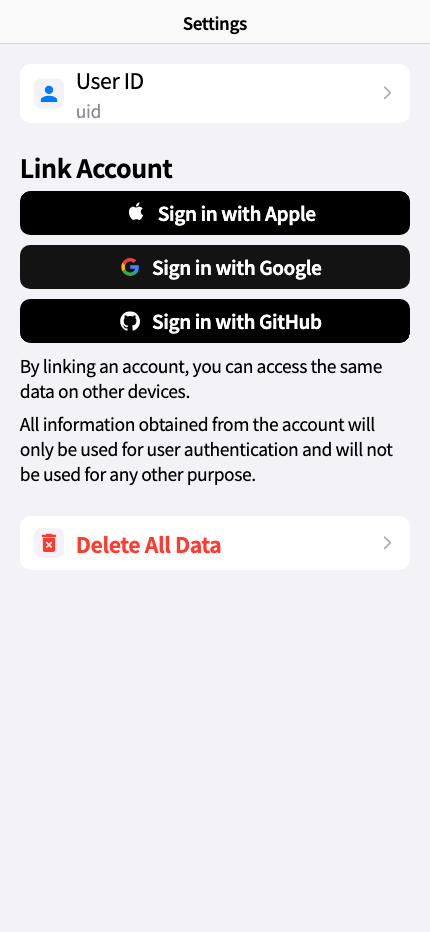 Settings
User ID
uid
Link Account
Sign in with Apple
Sign in with Google
Sign in with GitHub
By linking an account, you can access the same
data on other devices.
All information obtained from the account will
only be used for user authentication and will not
be used for any other purpose.
Delete All Data